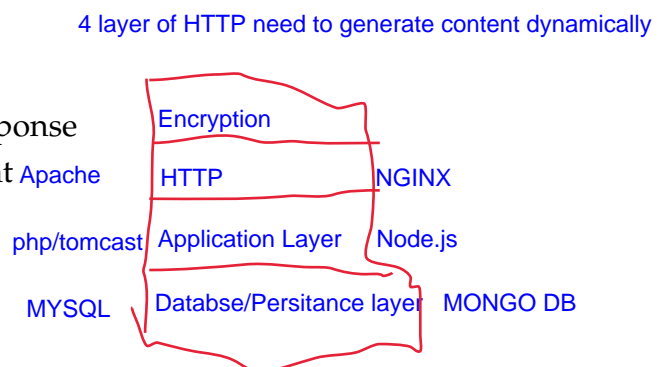 4 layer of HTTP need to generate content dynamically
Encryption
Apache HTTP NGINX
php/tomcast Application Layer Node.js
MYSQL Databse/Persitance layer MONGO DB